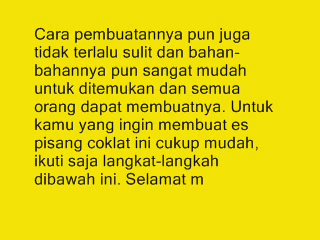 Cara pembuatannya pun juga
tidak terlalu sulit dan bahan-
bahannya pun sangat mudah
untuk ditemukan dan semua
orang dapat membuatnya. Untuk
kamu yang ingin membuat es
pisang coklat ini cukup mudah,
ikuti saja langkat-langkah
dibawah ini. Selamat m